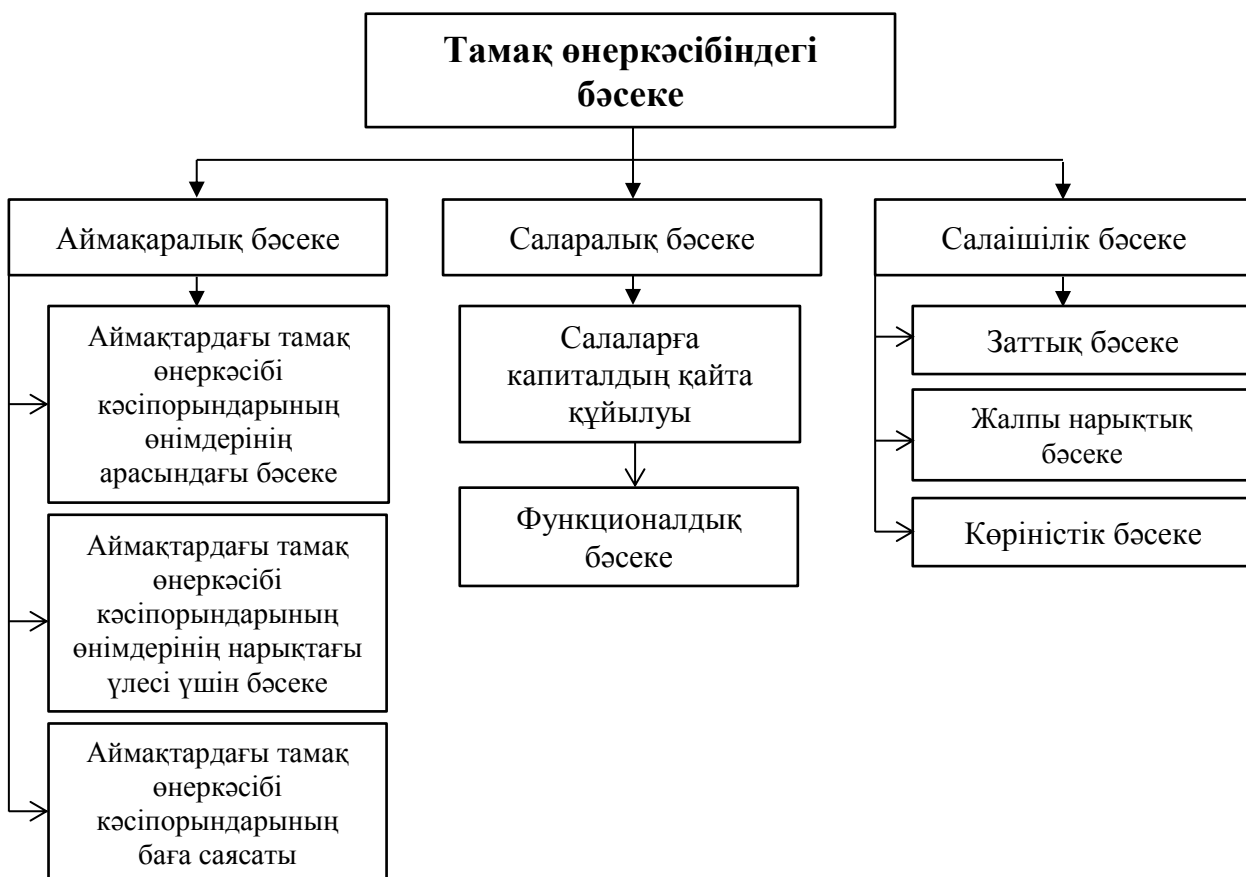 Тамақ өнеркәсібіндегі
бәсеке
Аймақаралық бәсеке
Саларалық бәсеке
Салаішілік бәсеке
Аймақтардағы тамақ
өнеркәсібі
кәсіпорындарының
өнімдерінің
арасындағы бәсеке
Аймақтардағы тамақ
өнеркәсібі
кәсіпорындарының
өнімдерінің нарықтағы
үлесі үшін бәсеке
Аймақтардағы тамақ
өнеркәсібі
кәсіпорындарының
баға саясаты
Салаларға
капиталдың қайта
құйылуы
Функционалдық
бәсеке
Заттық бәсеке
Жалпы нарықтық
бәсеке
Көріністік бәсеке